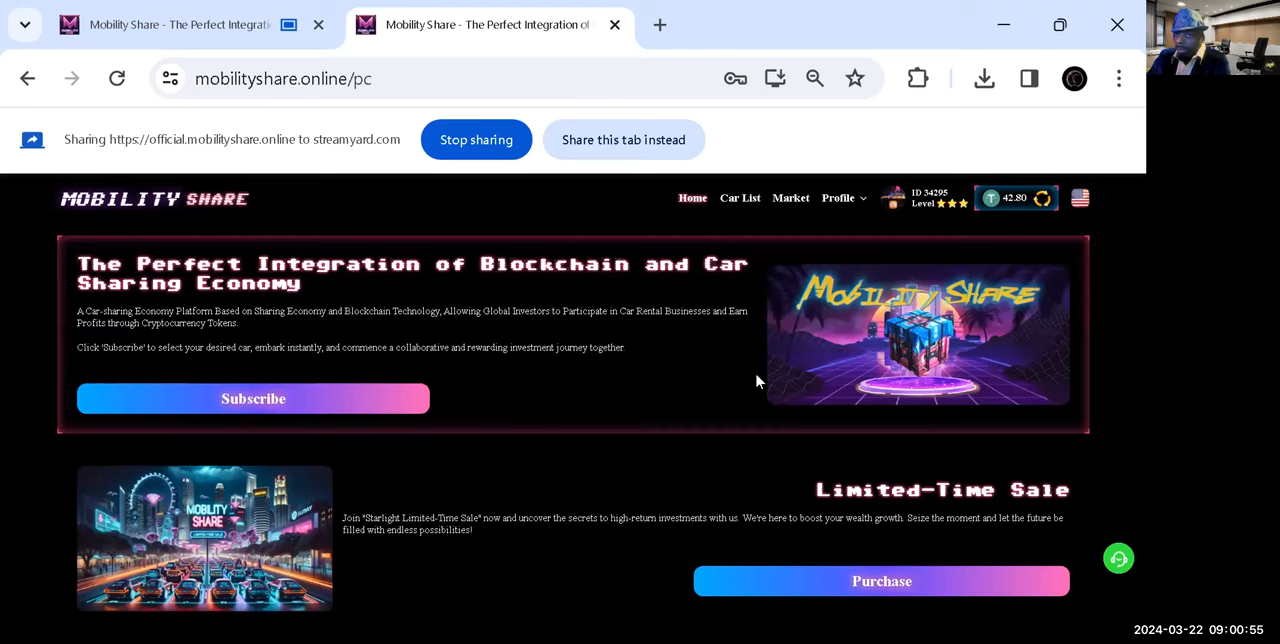 Mobility Share - The Perfect Integrati
Mobility Share - The Perfect Integration of
mobilityshare.online/pc
Sharing https://official.mobilityshare.online to streamyard.com
Stop sharing
Share this tab instead
MOBILITY SHARE
Home
Car List
Market
Profile
ID 34295
Level
42.80
The Perfect Integration of Blockchain and Car
Sharing Economy
A Car-sharing Economy Platform Based on Sharing Economy and Blockchain Technology, Allowing Global Investors to Participate in Car Rental Businesses and Earn
Profits through Cryptocurrency Tokens.
Click 'Subscribe' to select your desired car, embark instantly, and commence a collaborative and rewarding investment journey together.
Subscribe
MOBILITY SHARE
MOBILITY
SHARE
Limited-Time Sale
Join "Starlight Limited-Time Sale" now and uncover the secrets to high-return investments with us. We're here to boost your wealth growth. Seize the moment and let the future be
filled with endless possibilities!
Purchase
2024-03-22 09:00:55